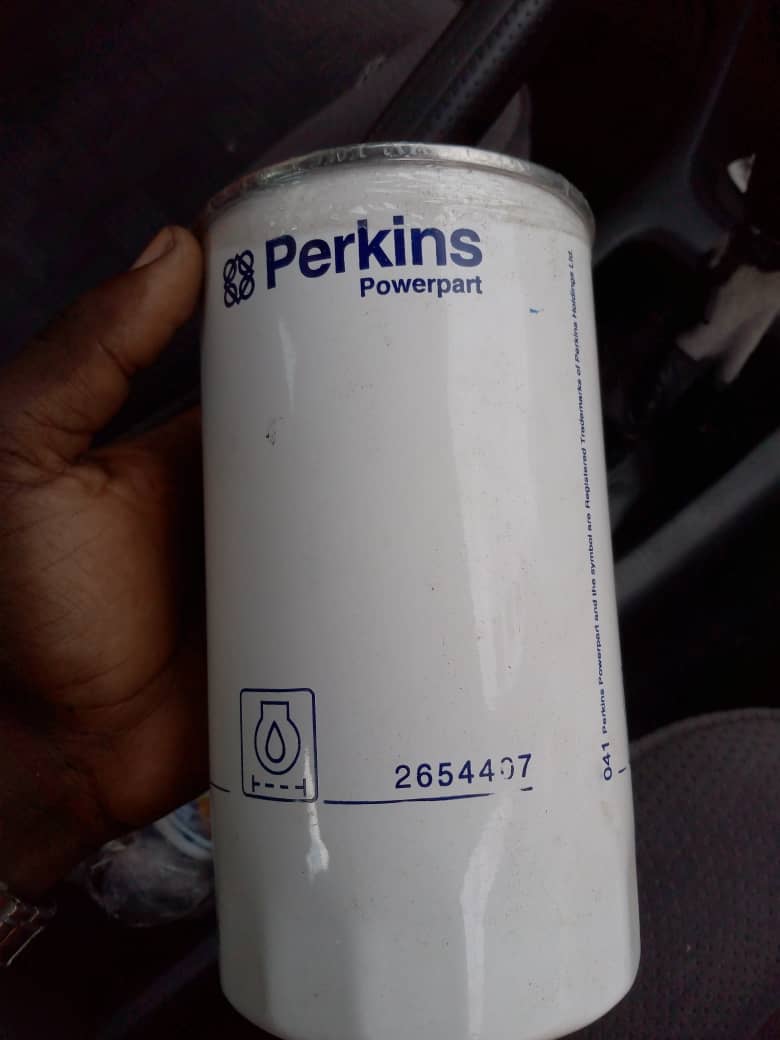 Perkins
Powerpart
2654407
041 Perkins Powerpart and the symbol are Registered Trademarks of Perkins Holdings Ltd.